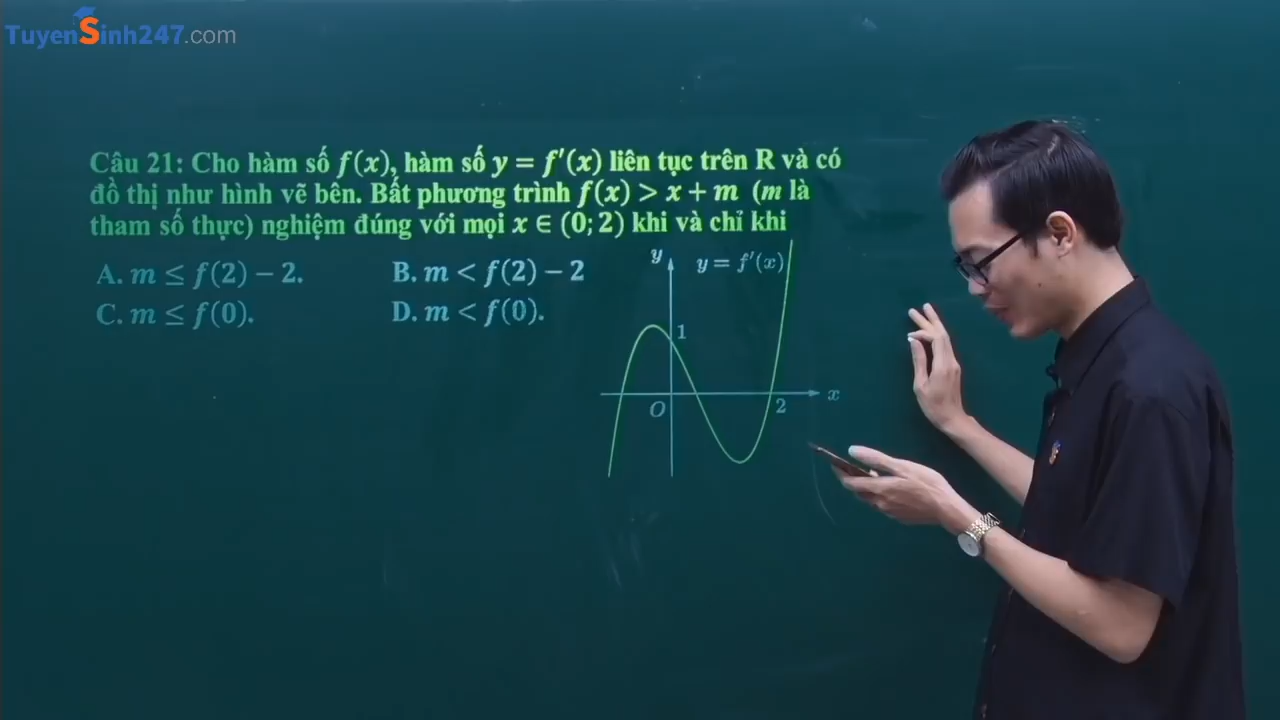 TuyenSinh247.com
Câu 21: Cho hàm số f(x), hàm số y = f'(x) liên tục trên R và có
đồ thị như hình vẽ bên. Bất phương trình f(x) > x + m (m là
tham số thực) nghiệm đúng với mọi x ∈ (0; 2) khi và chỉ khi
A. m ≤ f(2) − 2. B. m < f(2) − 2
C. m ≤ f(0). D. m < f(0).
y y = f'(x)
1
O 2 x